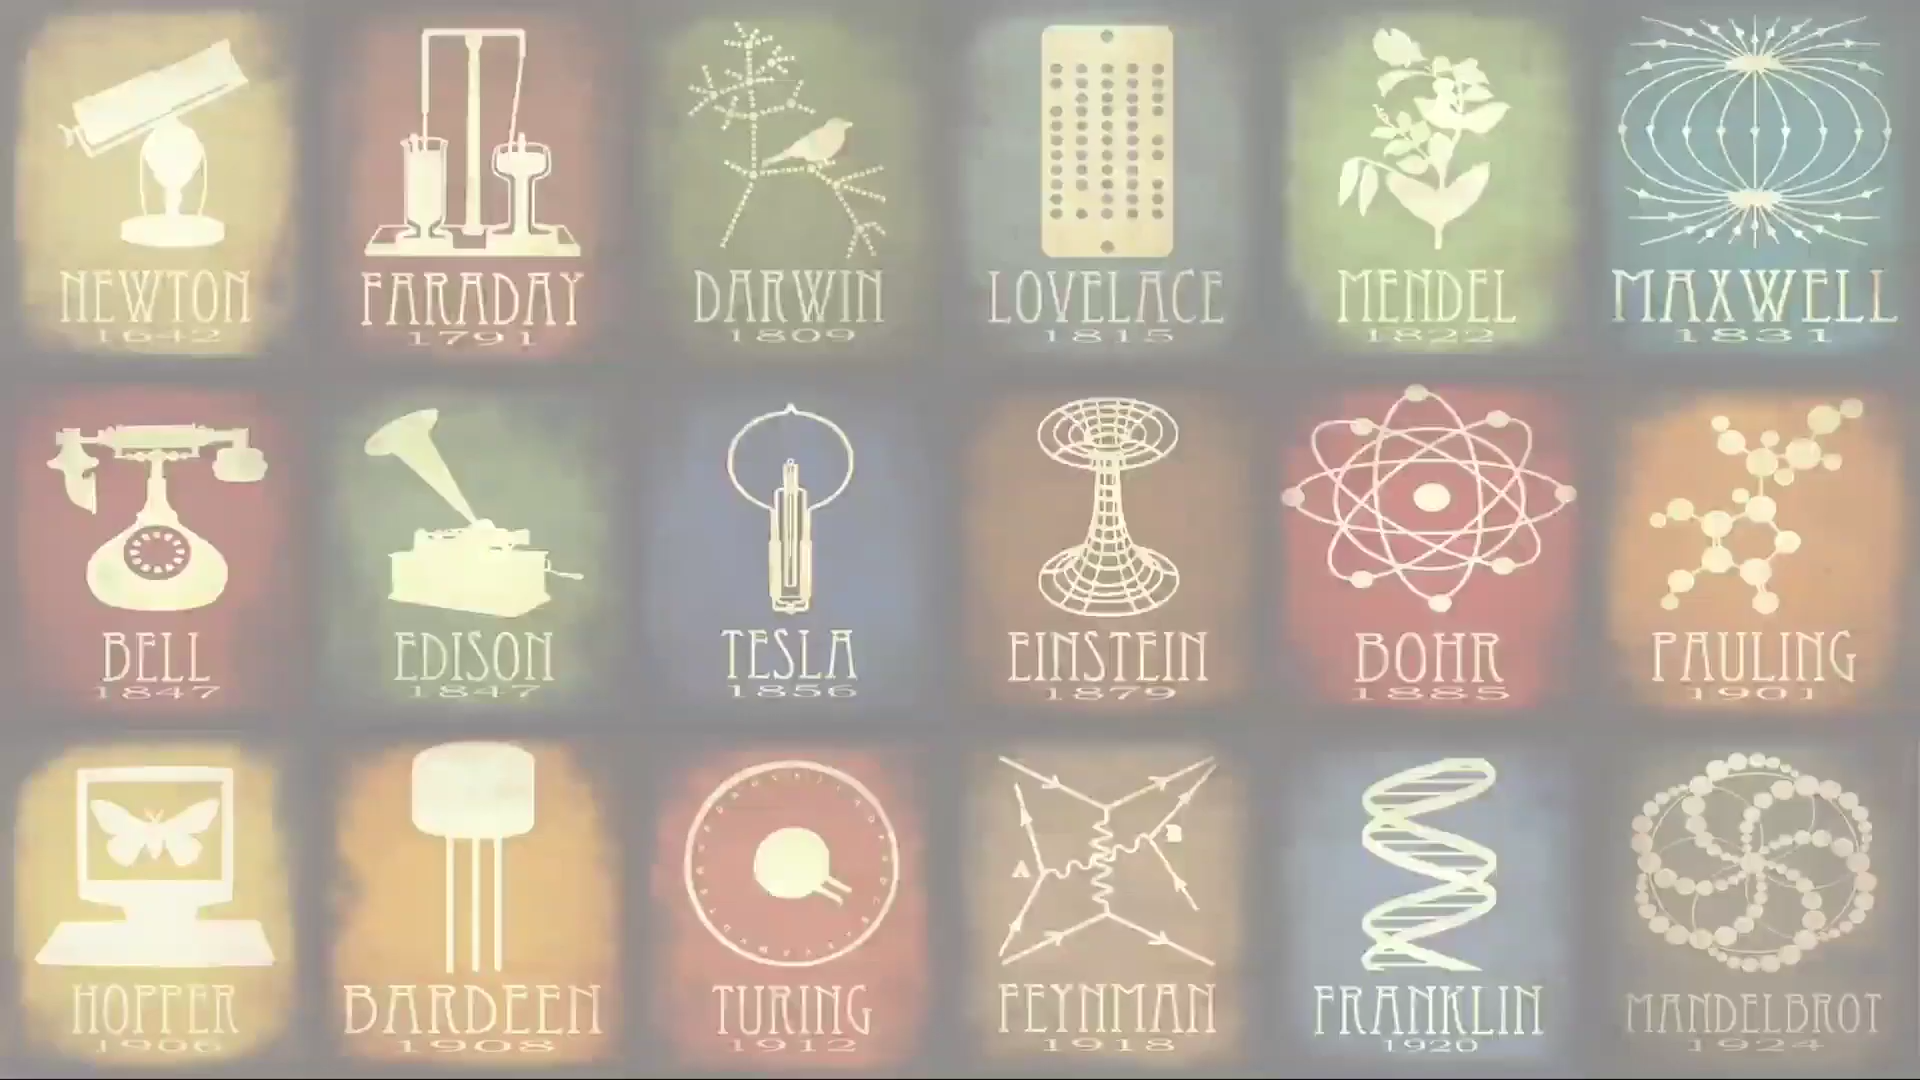 NEWTON
1642
FARADAY
1791
DARWIN
1809
LOVELACE
1815
MENDEL
1822
MAXWELL
1831
BELL
1847
EDISON
1847
TESLA
1856
EINSTEIN
1879
BOHR
1885
PAULING
1901
HOPPER
1906
BARDEEN
1908
TURING
1912
A
B
FEYNMAN
1918
FRANKLIN
1920
MANDELBROT
1924